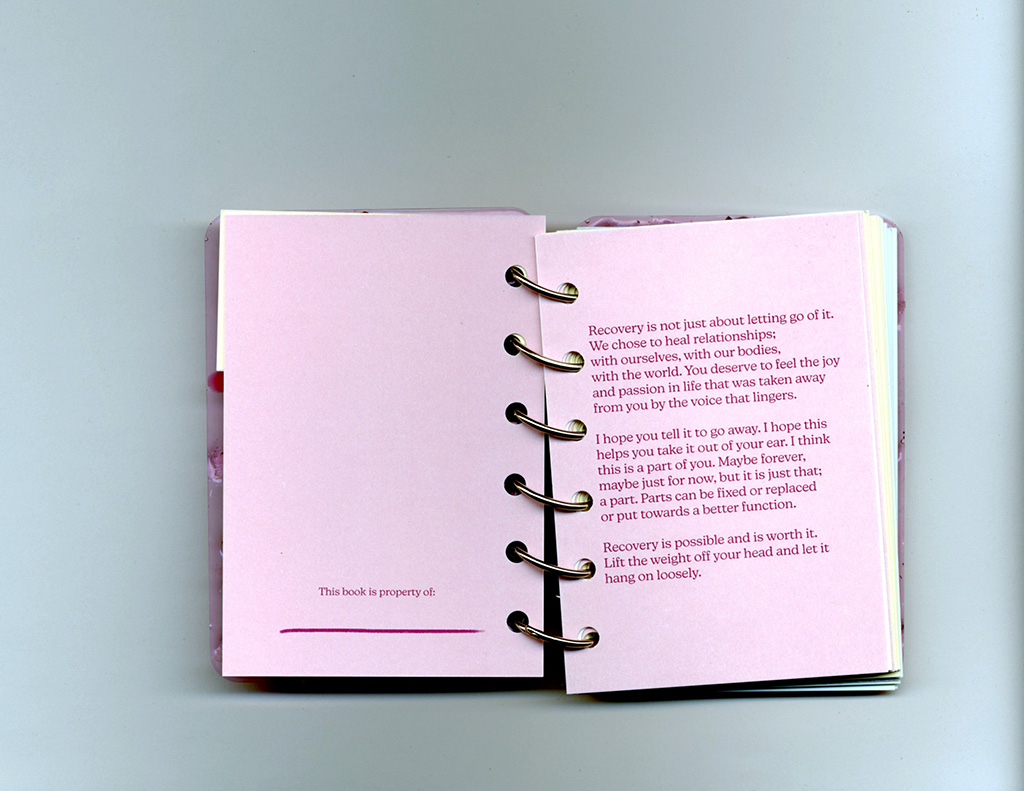 This book is property of:
Recovery is not just about letting go of it.
We chose to heal relationships;
with ourselves, with our bodies,
with the world. You deserve to feel the joy
and passion in life that was taken away
from you by the voice that lingers.
I hope you tell it to go away. I hope this
helps you take it out of your ear. I think
this is a part of you. Maybe forever,
maybe just for now, but it is just that;
a part. Parts can be fixed or replaced
or put towards a better function.
Recovery is possible and is worth it.
Lift the weight off your head and let it
hang on loosely.